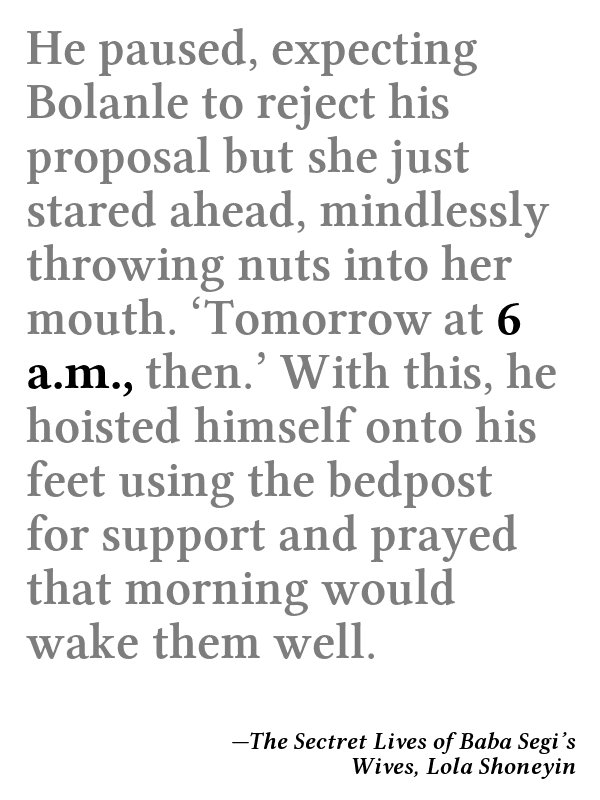 He paused, expecting
Bolanle to reject his
proposal but she just
stared ahead, mindlessly
throwing nuts into her
mouth. ‘Tomorrow at 6
a.m., then.’ With this, he
hoisted himself onto his
feet using the bedpost
for support and prayed
that morning would
wake them well.
—The Sectret Lives of Baba Segi’s
Wives, Lola Shoneyin